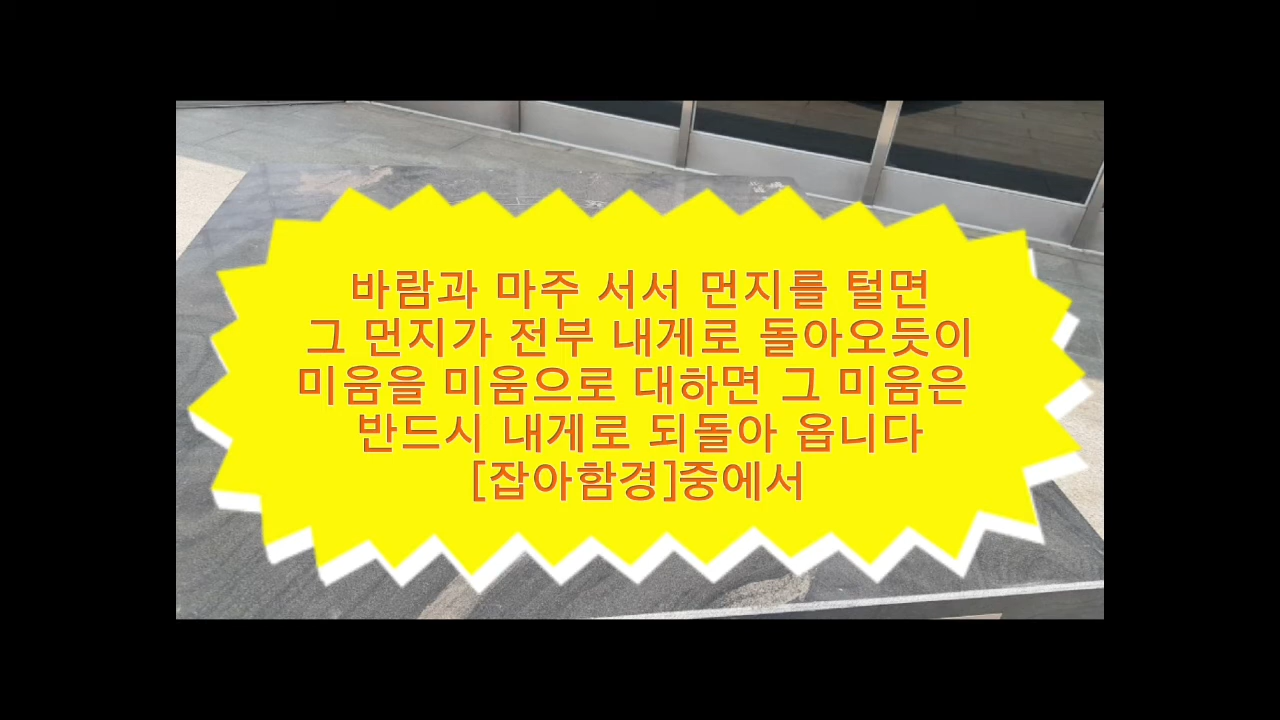 바람과 마주 서서 먼지를 털면
그 먼지가 전부 내게로 돌아오듯이
미움을 미움으로 대하면 그 미움은
반드시 내게로 되돌아 옵니다
[잡아함경]중에서